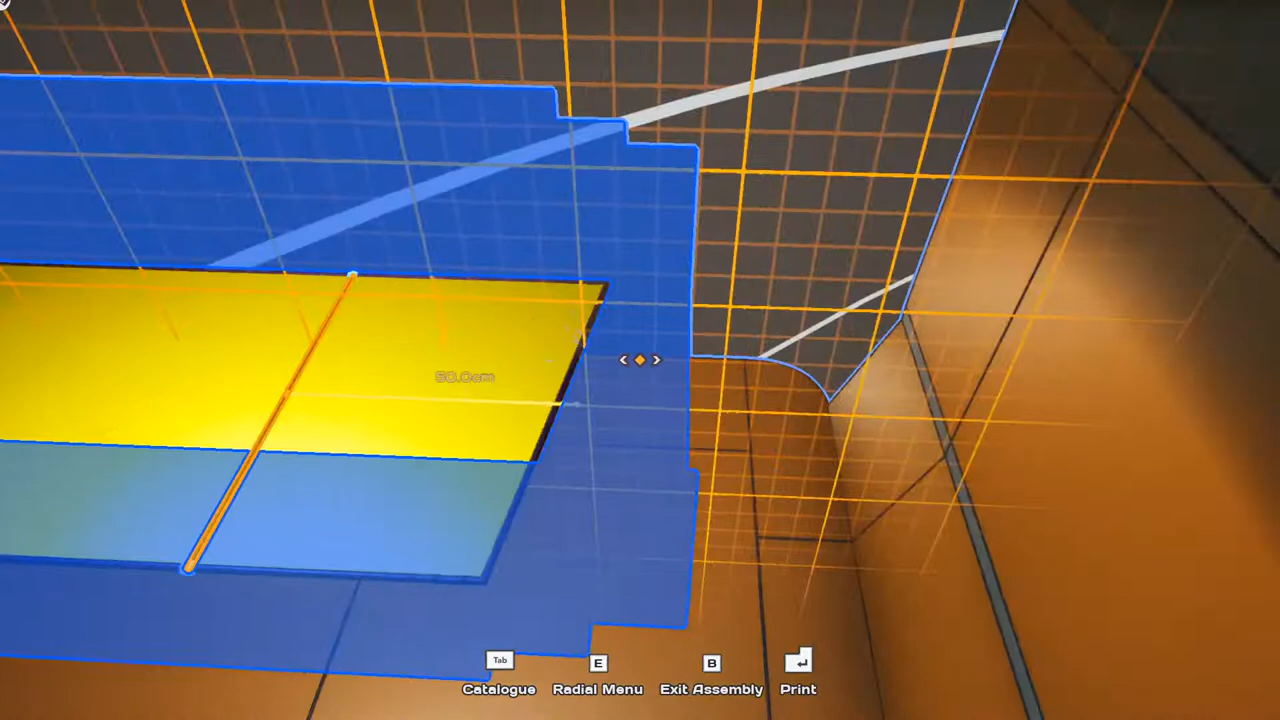 50.0cm
Tab
E
B
Catalogue
Radial Menu
Exit Assembly
Print